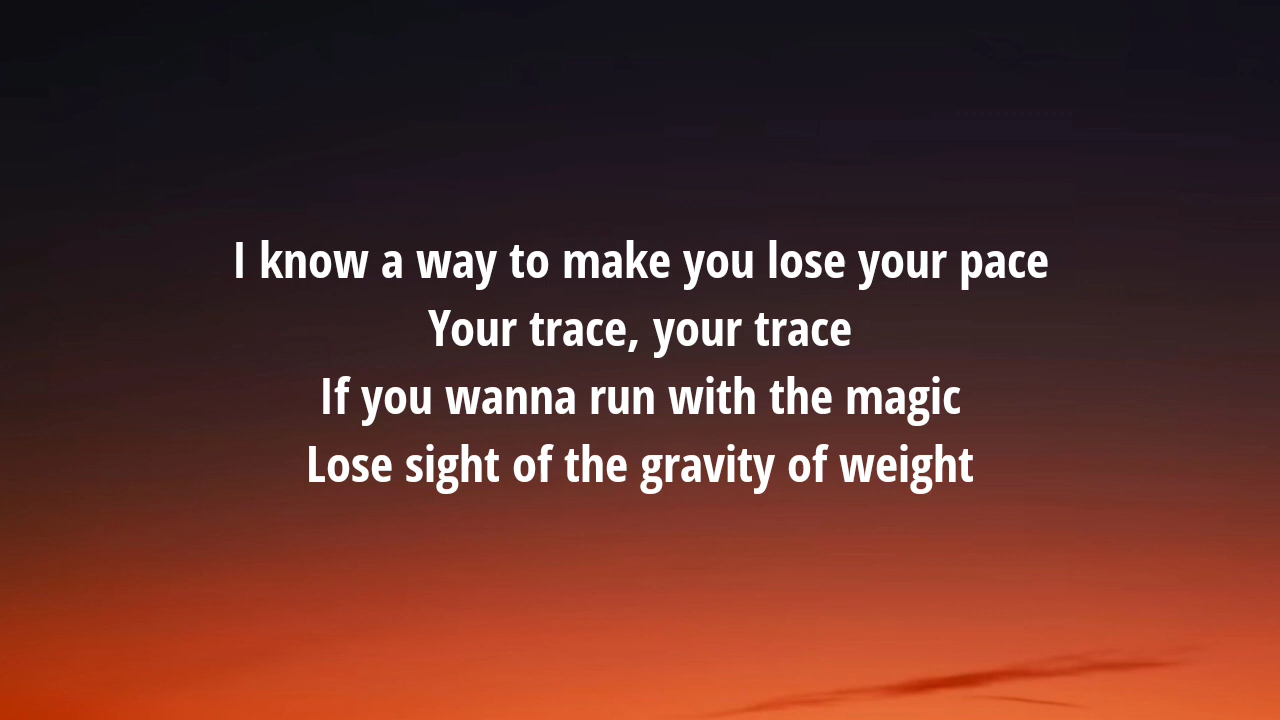 I know a way to make you lose your pace
Your trace, your trace
If you wanna run with the magic
Lose sight of the gravity of weight